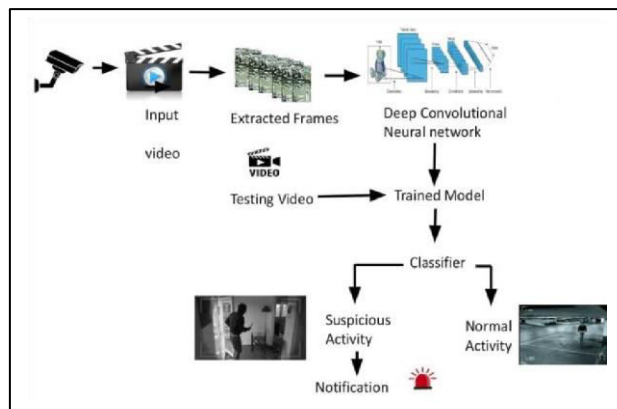 Input
video
Extracted Frames
Deep Convolutional
Neural network
VIDEO
Testing Video
Trained Model
Classifier
Suspicious
Activity
Normal
Activity
Notification